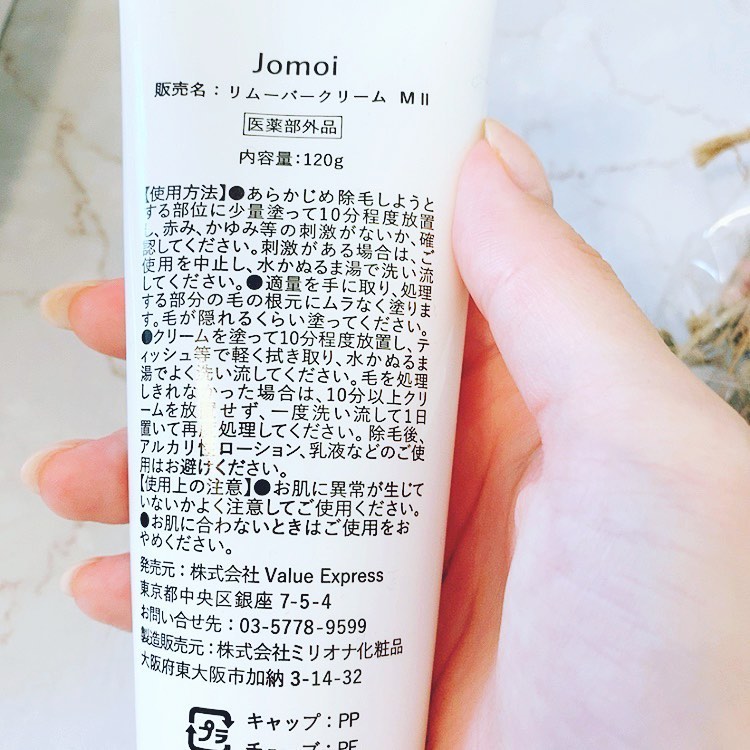 Jomoi
販売名：リムーバークリーム MⅡ
医薬部外品
内容量：120g
【使用方法】●あらかじめ除毛しようと
する部位に少量塗って10分程度放置
し、赤み、かゆみ等の刺激がないか、確
認してください。刺激がある場合は、ご
使用を中止し、水かぬるま湯で洗い流
してください。●適量を手に取り、処理
する部分の毛の根元にムラなく塗りま
す。毛が隠れるくらい塗ってください。
●クリームを塗って10分程度放置し、テ
ィッシュ等で軽く拭き取り、水かぬるま
湯でよく洗い流してください。毛を処理
しきれなかった場合は、10分以上クリ
ームを放置せず、一度洗い流して1日
置いて再度処理してください。除毛後、
アルカリ性ローション、乳液などのご使
用はお避けください。
【使用上の注意】●お肌に異常が生じて
いないかよく注意してご使用ください。
●お肌に合わないときはご使用をお
やめください。
発売元：株式会社 Value Express
東京都中央区銀座 7-5-4
お問い合せ先：03-5778-9599
製造販売元：株式会社ミリオナ化粧品
大阪府東大阪市加納 3-14-32
プラ
キャップ：PP
チューブ：PE